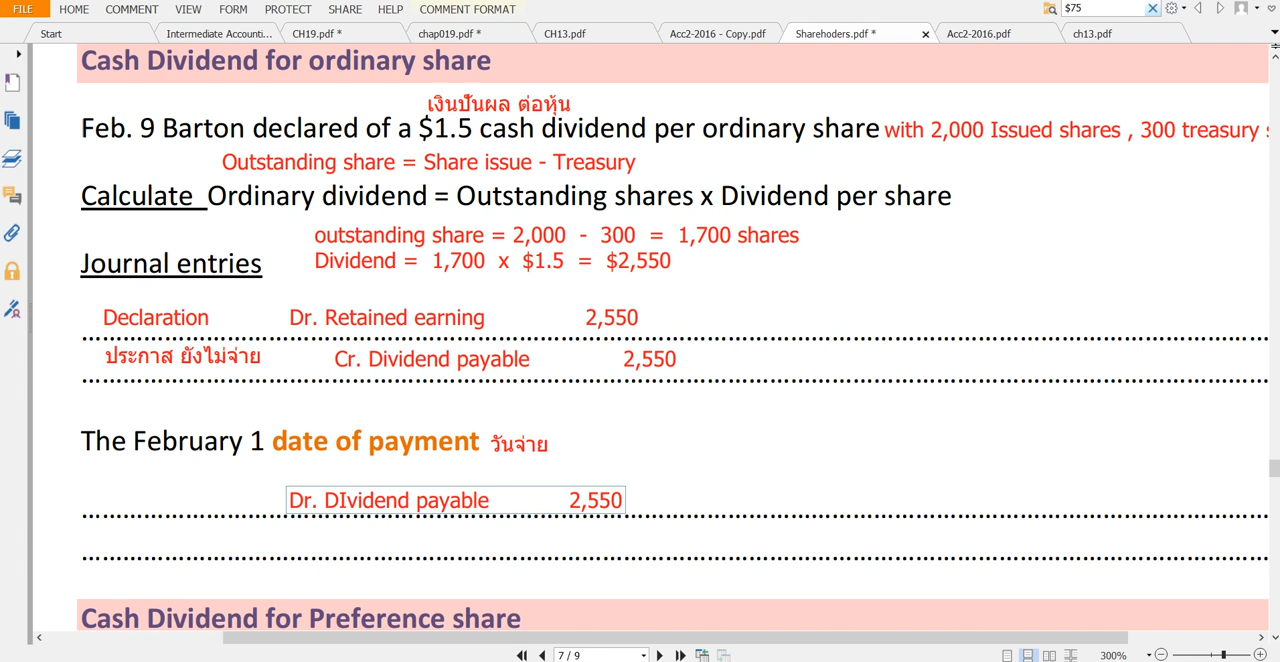 FILE HOME COMMENT VIEW FORM PROTECT SHARE HELP COMMENT FORMAT $75
Start Intermediate Accounti... CH19.pdf * chap019.pdf * CH13.pdf Acc2-2016 - Copy.pdf Sharehoders.pdf * Acc2-2016.pdf ch13.pdf
Cash Dividend for ordinary share
เงินปันผล ต่อหุ้น
Feb. 9 Barton declared of a $1.5 cash dividend per ordinary share with 2,000 Issued shares , 300 treasury
Outstanding share = Share issue - Treasury
Calculate Ordinary dividend = Outstanding shares x Dividend per share
outstanding share = 2,000 - 300 = 1,700 shares
Dividend = 1,700 x $1.5 = $2,550
Journal entries
Declaration Dr. Retained earning 2,550
ประกาศ ยังไม่จ่าย Cr. Dividend payable 2,550
The February 1 date of payment วันจ่าย
Dr. DIvidend payable 2,550
Cash Dividend for Preference share
7 / 9 300%